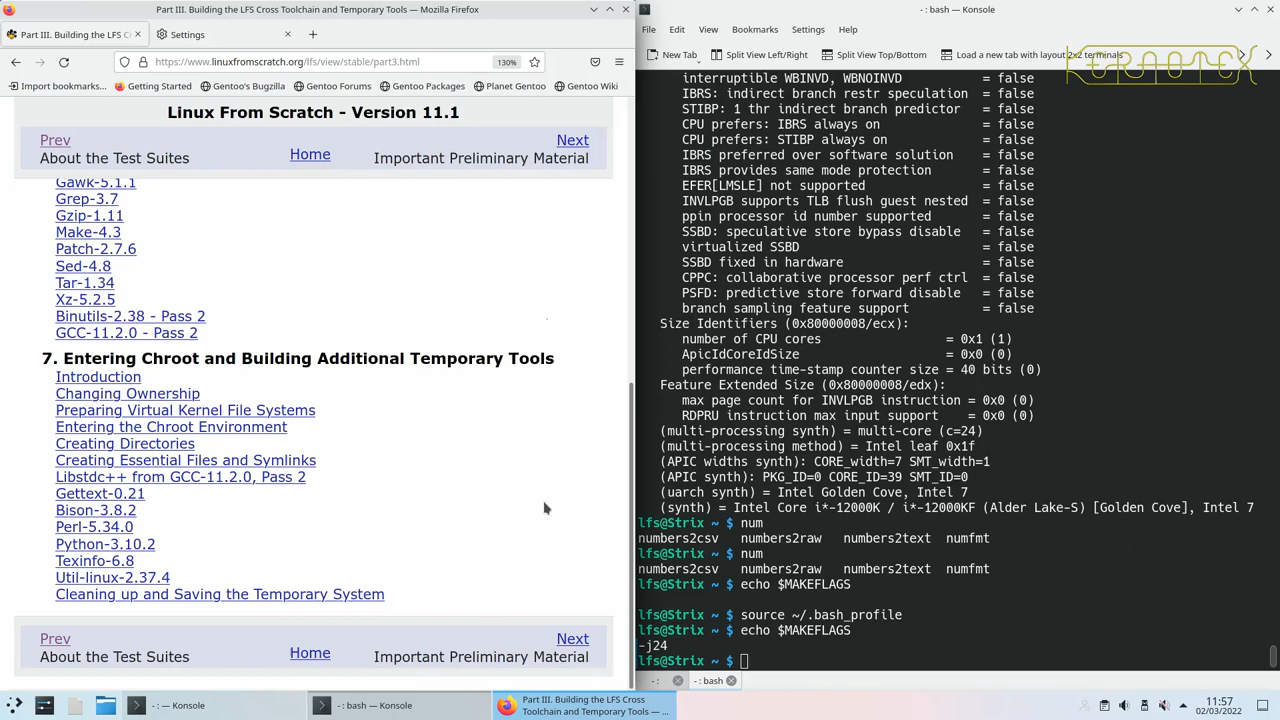 Part III. Building the LFS Cross Toolchain and Temporary Tools — Mozilla Firefox
Part III. Building the LFS C
Settings
https://www.linuxfromscratch.org/lfs/view/stable/part3.html
130%
Import bookmarks...
Getting Started
Gentoo's Bugzilla
Gentoo Forums
Gentoo Packages
Planet Gentoo
Gentoo Wiki
Linux From Scratch - Version 11.1
Prev
Next
About the Test Suites
Home
Important Preliminary Material
Gawk-5.1.1
Grep-3.7
Gzip-1.11
Make-4.3
Patch-2.7.6
Sed-4.8
Tar-1.34
Xz-5.2.5
Binutils-2.38 - Pass 2
GCC-11.2.0 - Pass 2
7. Entering Chroot and Building Additional Temporary Tools
Introduction
Changing Ownership
Preparing Virtual Kernel File Systems
Entering the Chroot Environment
Creating Directories
Creating Essential Files and Symlinks
Libstdc++ from GCC-11.2.0, Pass 2
Gettext-0.21
Bison-3.8.2
Perl-5.34.0
Python-3.10.2
Texinfo-6.8
Util-linux-2.37.4
Cleaning up and Saving the Temporary System
Prev
Next
About the Test Suites
Home
Important Preliminary Material
- : bash — Konsole
File Edit View Bookmarks Settings Help
New Tab
Split View Left/Right
Split View Top/Bottom
Load a new tab with layout 2x2 terminals
KERNOTEX
interruptible WBINVD, WBNOINVD = false
IBRS: indirect branch restr speculation = false
STIBP: 1 thr indirect branch predictor = false
CPU prefers: IBRS always on = false
CPU prefers: STIBP always on = false
IBRS preferred over software solution = false
IBRS provides same mode protection = false
EFER[LMSLE] not supported = false
INVLPGB supports TLB flush guest nested = false
ppin processor id number supported = false
SSBD: speculative store bypass disable = false
virtualized SSBD = false
SSBD fixed in hardware = false
CPPC: collaborative processor perf ctrl = false
PSFD: predictive store forward disable = false
branch sampling feature support = false
Size Identifiers (0x80000008/ecx):
number of CPU cores = 0x1 (1)
ApicIdCoreIdSize = 0x0 (0)
performance time-stamp counter size = 40 bits (0)
Feature Extended Size (0x80000008/edx):
max page count for INVLPGB instruction = 0x0 (0)
RDPRU instruction max input support = 0x0 (0)
(multi-processing synth) = multi-core (c=24)
(multi-processing method) = Intel leaf 0x1f
(APIC widths synth): CORE_width=7 SMT_width=1
(APIC synth): PKG_ID=0 CORE_ID=39 SMT_ID=0
(uarch synth) = Intel Golden Cove, Intel 7
(synth) = Intel Core i*-12000K / i*-12000KF (Alder Lake-S) [Golden Cove], Intel 7
lfs@Strix ~ $ num
numbers2csv numbers2raw numbers2text numfmt
lfs@Strix ~ $ num
numbers2csv numbers2raw numbers2text numfmt
lfs@Strix ~ $ echo $MAKEFLAGS
lfs@Strix ~ $ source ~/.bash_profile
lfs@Strix ~ $ echo $MAKEFLAGS
-j24
lfs@Strix ~ $
- :
- : bash
- : — Konsole
- : bash — Konsole
Part III. Building the LFS Cross
Toolchain and Temporary Tools — ...
11:57
02/03/2022